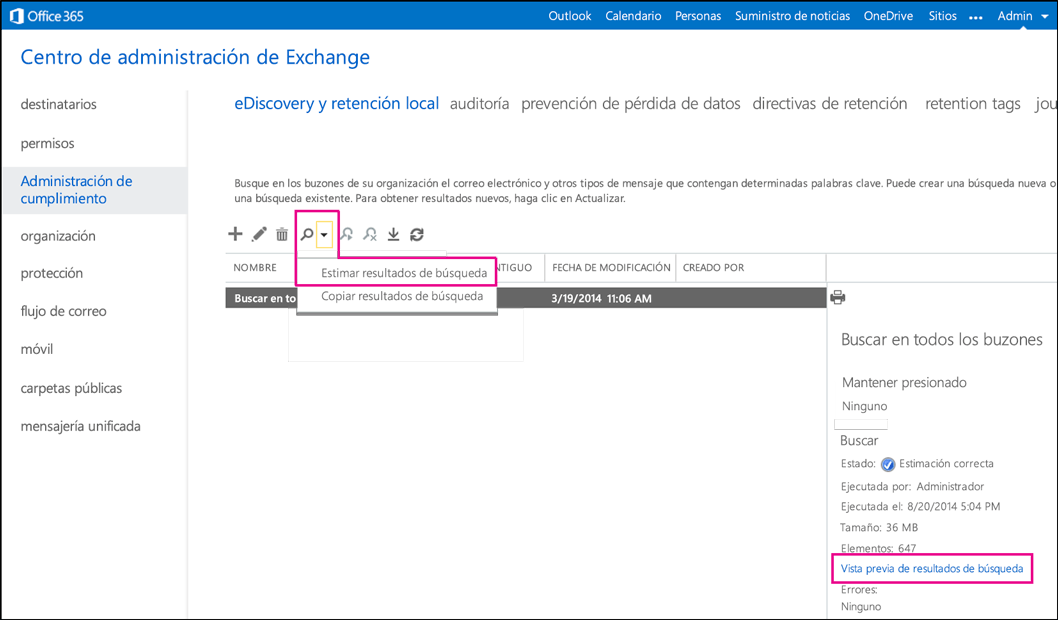 Office 365
Outlook Calendario Personas Suministro de noticias OneDrive Sitios ... Admin
Centro de administración de Exchange
destinatarios
permisos
Administración de
cumplimiento
organización
protección
flujo de correo
móvil
carpetas públicas
mensajería unificada
eDiscovery y retención local auditoría prevención de pérdida de datos directivas de retención retention tags jou
Busque en los buzones de su organización el correo electrónico y otros tipos de mensaje que contengan determinadas palabras clave. Puede crear una búsqueda nueva o
una búsqueda existente. Para obtener resultados nuevos, haga clic en Actualizar.
NOMBRE NTIGUO FECHA DE MODIFICACIÓN CREADO POR
Estimar resultados de búsqueda
Copiar resultados de búsqueda
Buscar en to 3/19/2014 11:06 AM
Buscar en todos los buzones
Mantener presionado
Ninguno
Buscar
Estado: Estimación correcta
Ejecutada por: Administrador
Ejecutada el: 8/20/2014 5:04 PM
Tamaño: 36 MB
Elementos: 647
Vista previa de resultados de búsqueda
Errores:
Ninguno